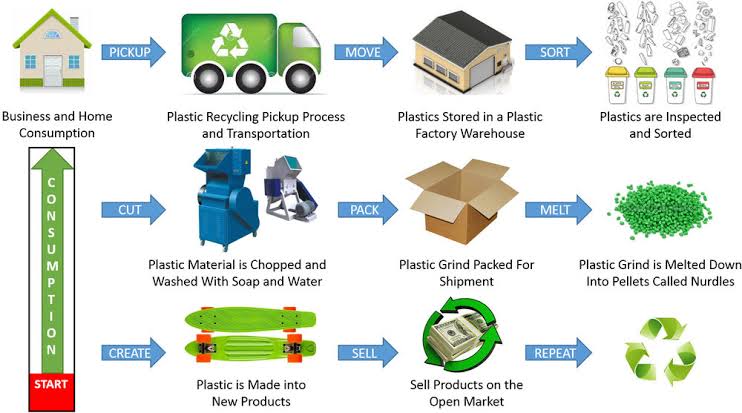 PICKUP
MOVE
SORT
Business and Home
Consumption
Plastic Recycling Pickup Process
and Transportation
Plastics Stored in a Plastic
Factory Warehouse
Plastics are Inspected
and Sorted
CONSUMPTION
START
CUT
PACK
MELT
Plastic Material is Chopped and
Washed With Soap and Water
Plastic Grind Packed For
Shipment
Plastic Grind is Melted Down
Into Pellets Called Nurdles
CREATE
SELL
REPEAT
Plastic is Made into
New Products
Sell Products on the
Open Market